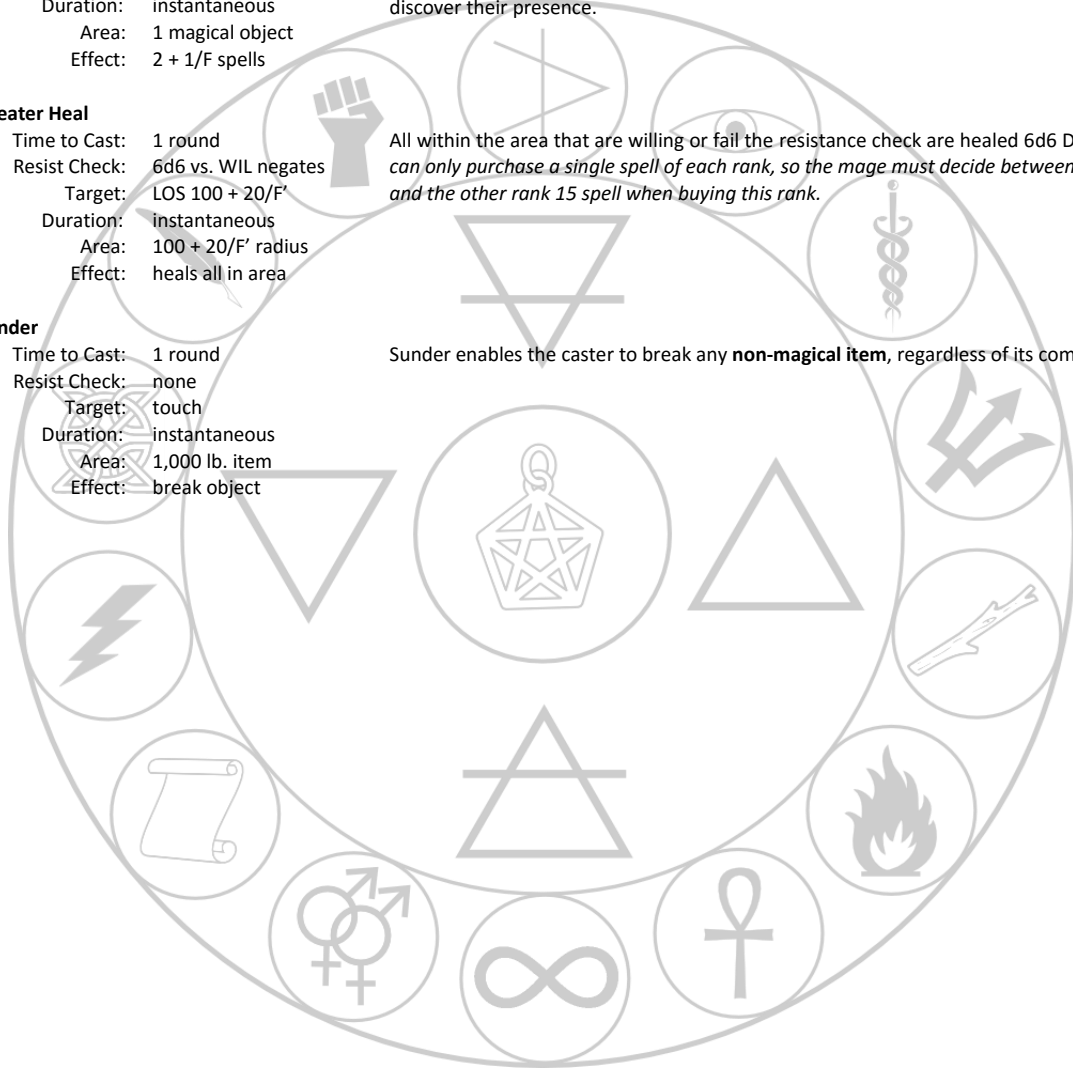 Duration: instantaneous
Area: 1 magical object
Effect: 2 + 1/F spells
discover their presence.
eater Heal
Time to Cast: 1 round
Resist Check: 6d6 vs. WIL negates
Target: LOS 100 + 20/F’
Duration: instantaneous
Area: 100 + 20/F’ radius
Effect: heals all in area
All within the area that are willing or fail the resistance check are healed 6d6 D
can only purchase a single spell of each rank, so the mage must decide between
and the other rank 15 spell when buying this rank.
nder
Time to Cast: 1 round
Resist Check: none
Target: touch
Duration: instantaneous
Area: 1,000 lb. item
Effect: break object
Sunder enables the caster to break any non-magical item, regardless of its com